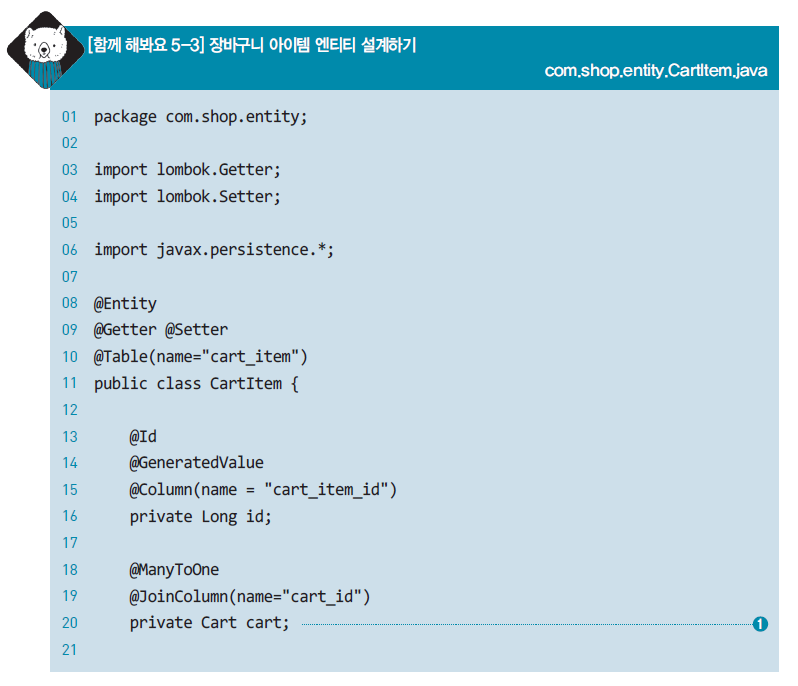 [함께 해봐요 5-3] 장바구니 아이템 엔티티 설계하기
com.shop.entity.CartItem.java
01 package com.shop.entity;
02
03 import lombok.Getter;
04 import lombok.Setter;
05
06 import javax.persistence.*;
07
08 @Entity
09 @Getter @Setter
10 @Table(name="cart_item")
11 public class CartItem {
12
13     @Id
14     @GeneratedValue
15     @Column(name = "cart_item_id")
16     private Long id;
17
18     @ManyToOne
19     @JoinColumn(name="cart_id")
20     private Cart cart; ❶
21